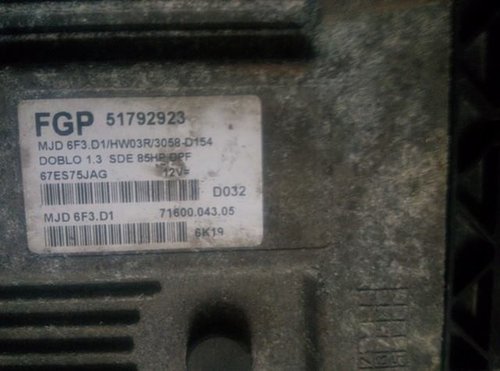 FGP 51792923
MJD 6F3.D1/HW03R/3058-D154
DOBLO 1.3 SDE 85HP DPF
67ES75JAG 12V=
D032
MJD 6F3.D1 71600.043.05
6K19